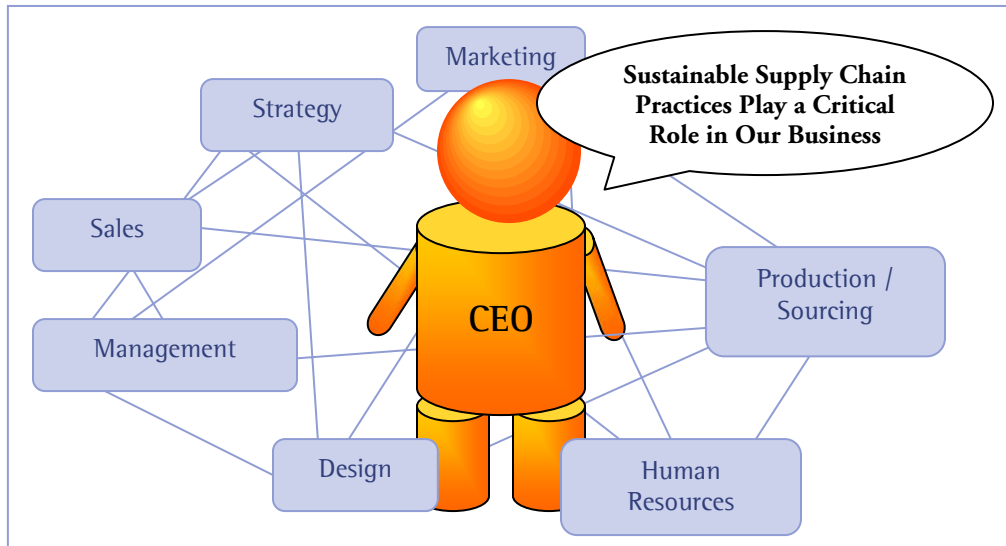 Marketing
Sustainable Supply Chain
Practices Play a Critical
Role in Our Business
Strategy
Sales
Production /
Sourcing
CEO
Management
Design
Human
Resources